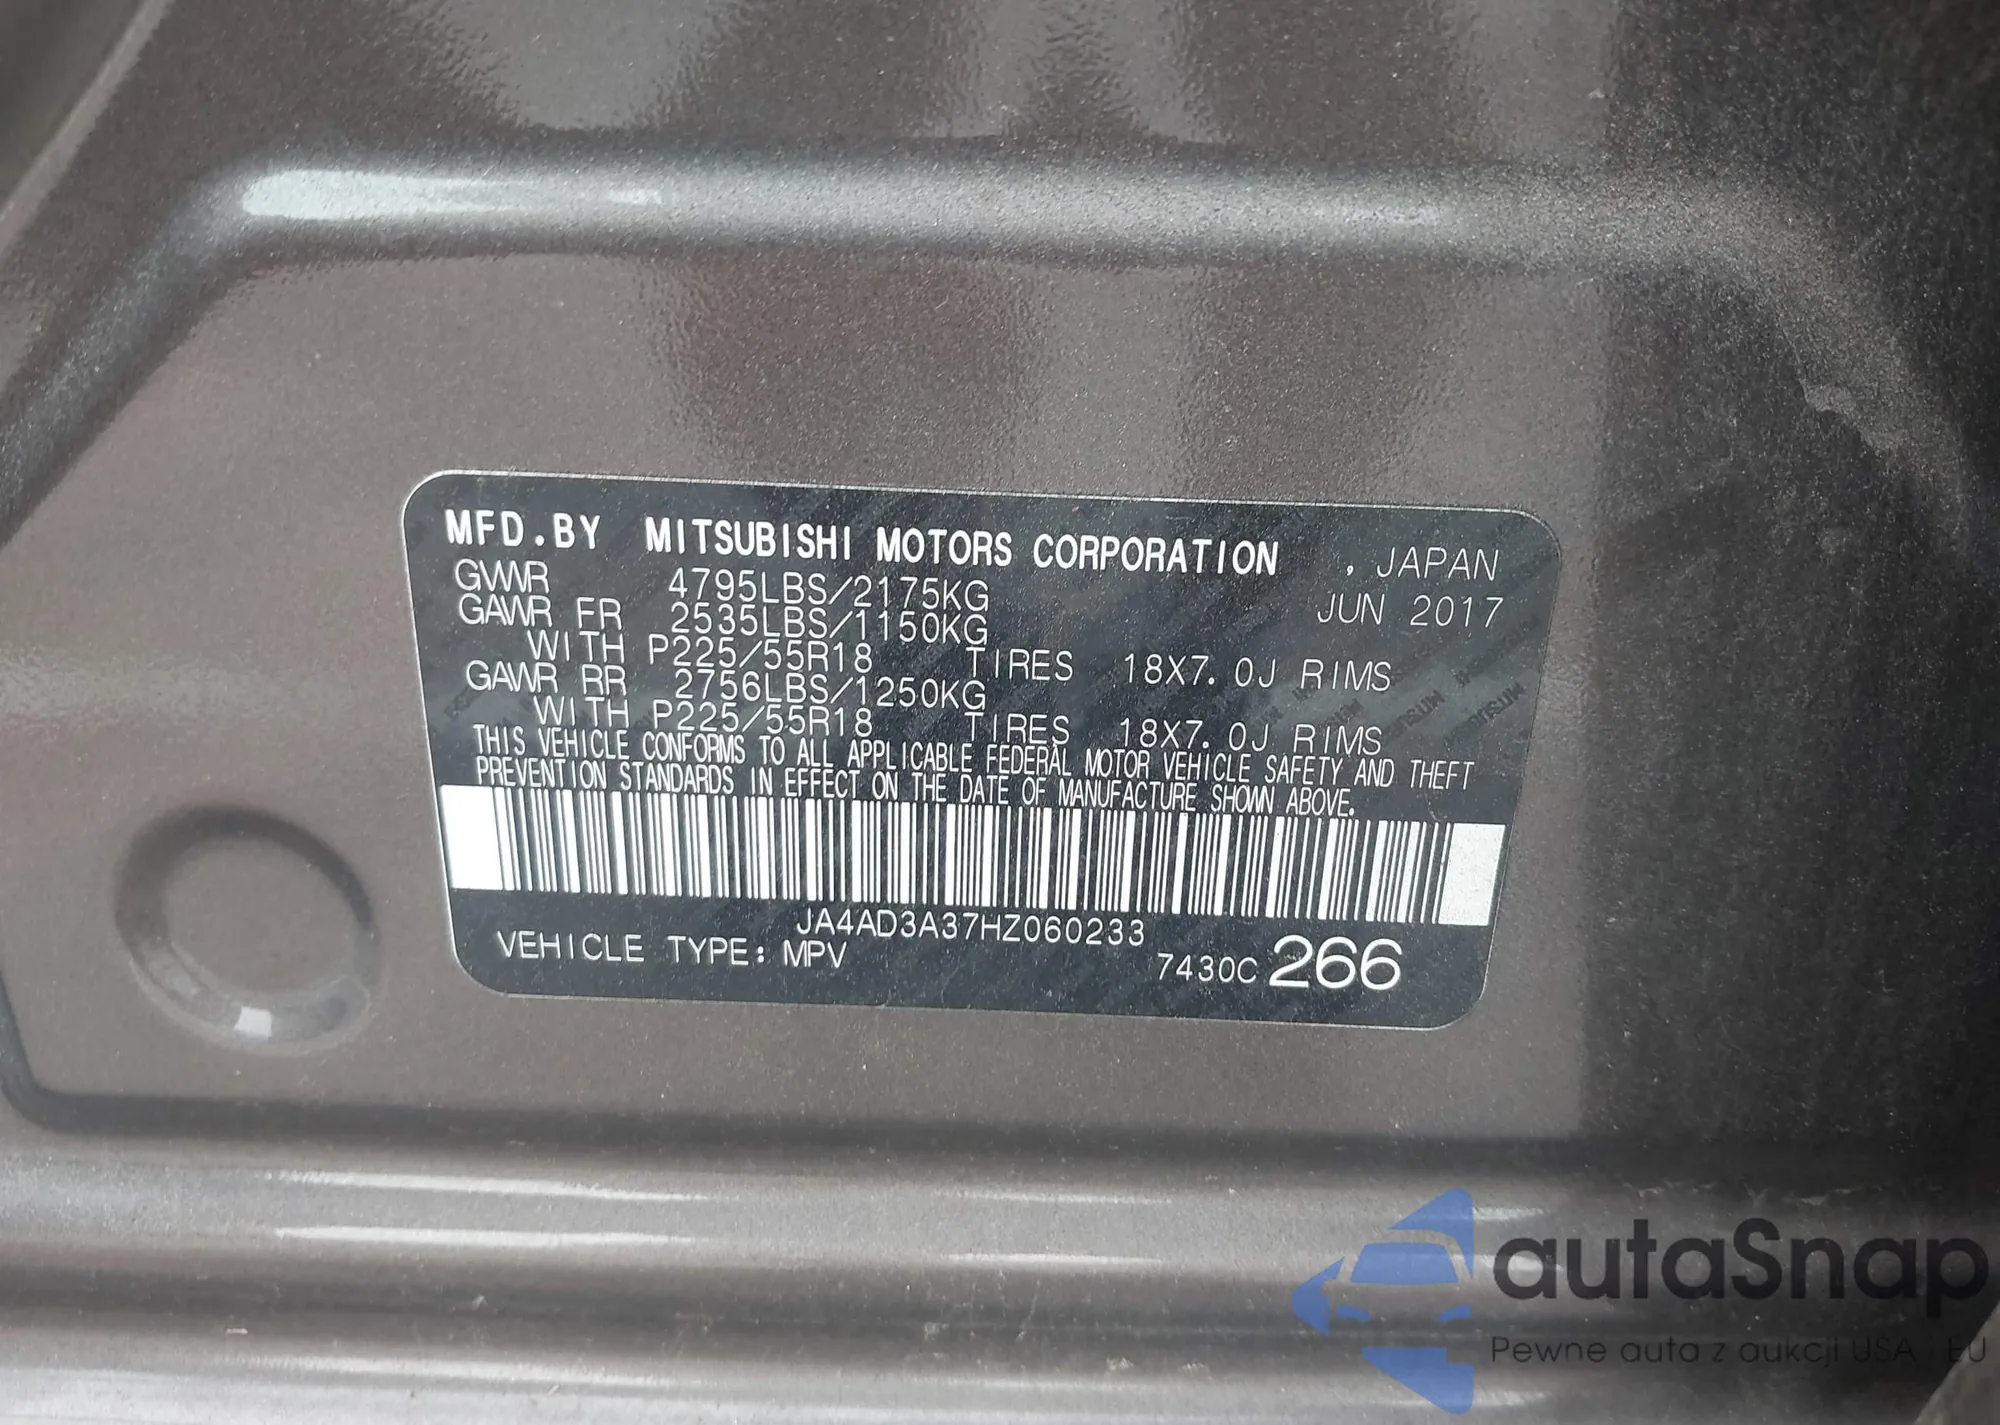 MFD.BY MITSUBISHI MOTORS CORPORATION , JAPAN
GVWR 4795LBS/2175KG JUN 2017
GAWR FR 2535LBS/1150KG
WITH P225/55R18 TIRES 18X7.0J RIMS
GAWR RR 2756LBS/1250KG
WITH P225/55R18 TIRES 18X7.0J RIMS
THIS VEHICLE CONFORMS TO ALL APPLICABLE FEDERAL MOTOR VEHICLE SAFETY AND THEFT
PREVENTION STANDARDS IN EFFECT ON THE DATE OF MANUFACTURE SHOWN ABOVE.
JA4AD3A37HZ060233
VEHICLE TYPE: MPV 7430C 266
autaSnap
Pewne auta z aukcji USA i EU